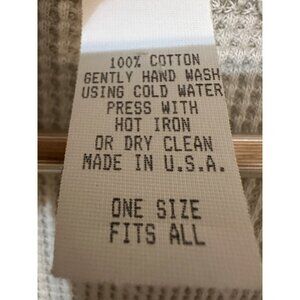 100% COTTON
GENTLY HAND WASH
USING COLD WATER
PRESS WITH
HOT IRON
OR DRY CLEAN
MADE IN U.S.A.
ONE SIZE
FITS ALL